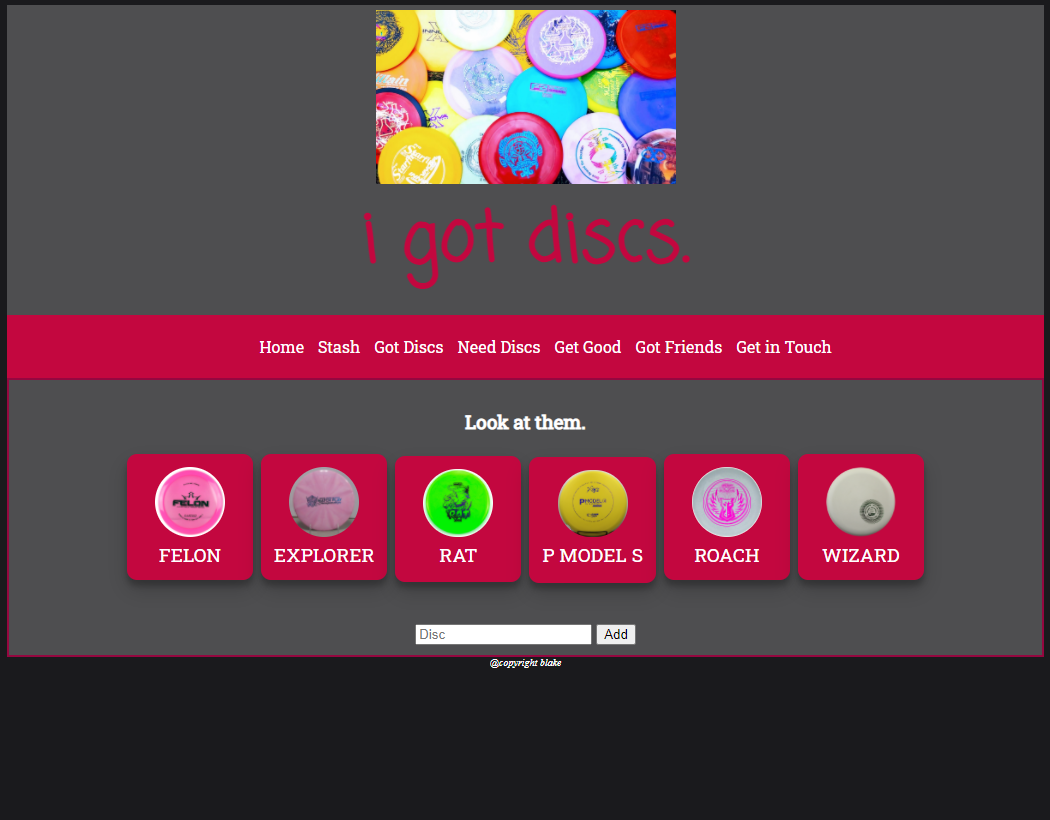 i got discs.
Home Stash Got Discs Need Discs Get Good Got Friends Get in Touch
Look at them.
FELON
FELON EXPLORER RAT P MODEL S ROACH WIZARD
Disc Add
@copyright blake